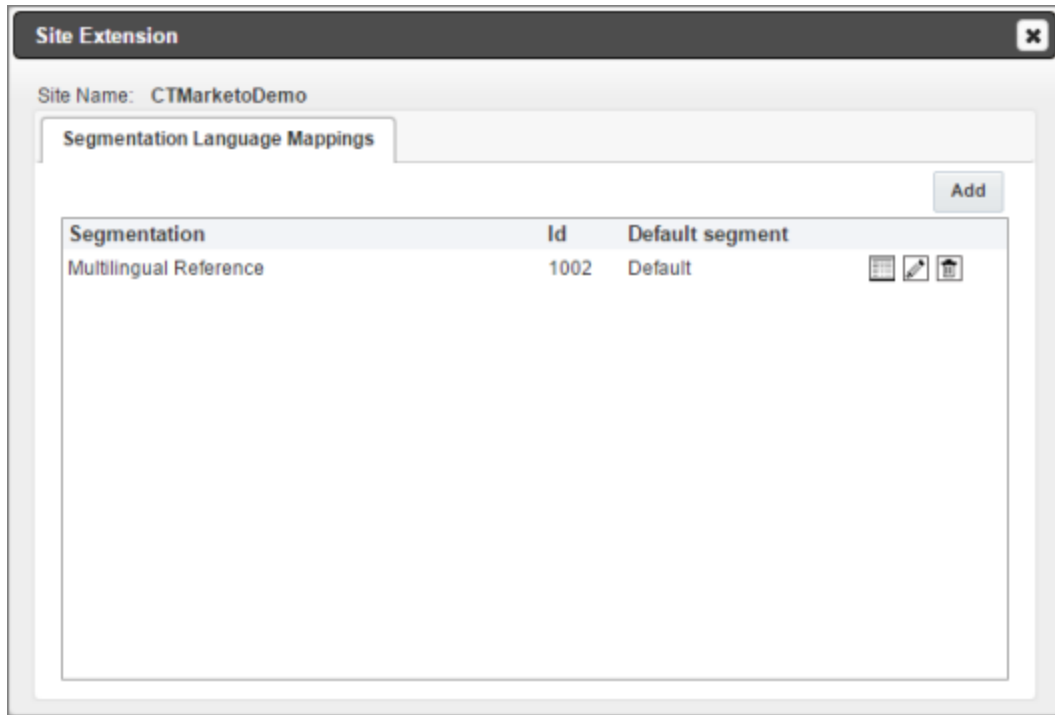 Site Extension
Site Name: CTMarketoDemo
Segmentation Language Mappings
Add
Segmentation Id Default segment
Multilingual Reference 1002 Default